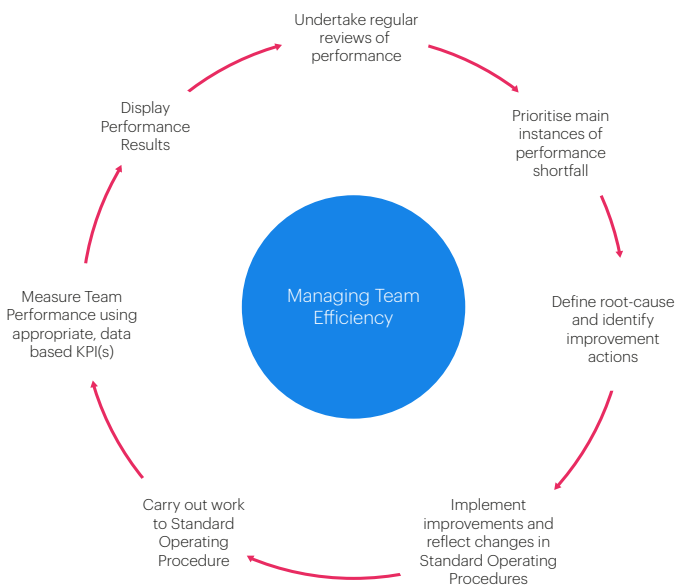 Undertake regular
reviews of
performance
Prioritise main
instances of
performance
shortfall
Define root-cause
and identify
improvement
actions
Implement
improvements and
reflect changes in
Standard Operating
Procedures
Carry out work
to Standard
Operating
Procedure
Measure Team
Performance using
appropriate, data
based KPI(s)
Display
Performance
Results
Managing Team
Efficiency